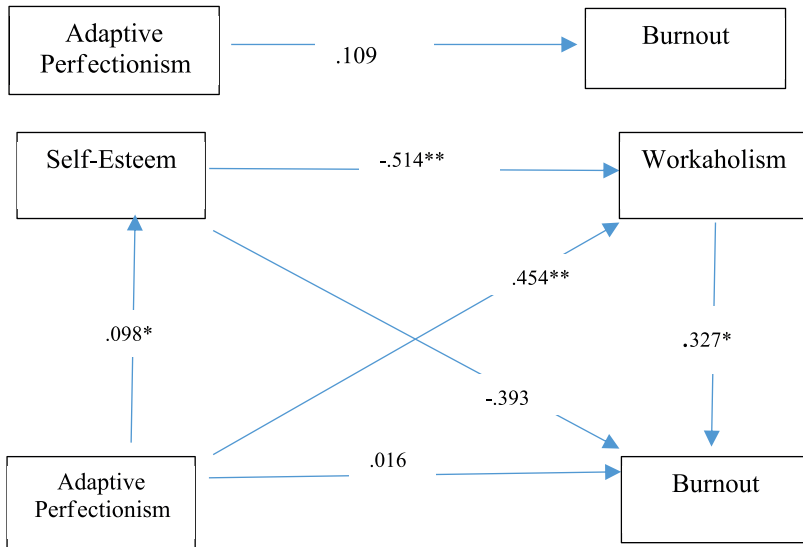 Adaptive
Perfectionism
.109
Burnout
Self-Esteem
-.514**
Workaholism
.454**
.098*
.327*
-.393
Adaptive
Perfectionism
.016
Burnout